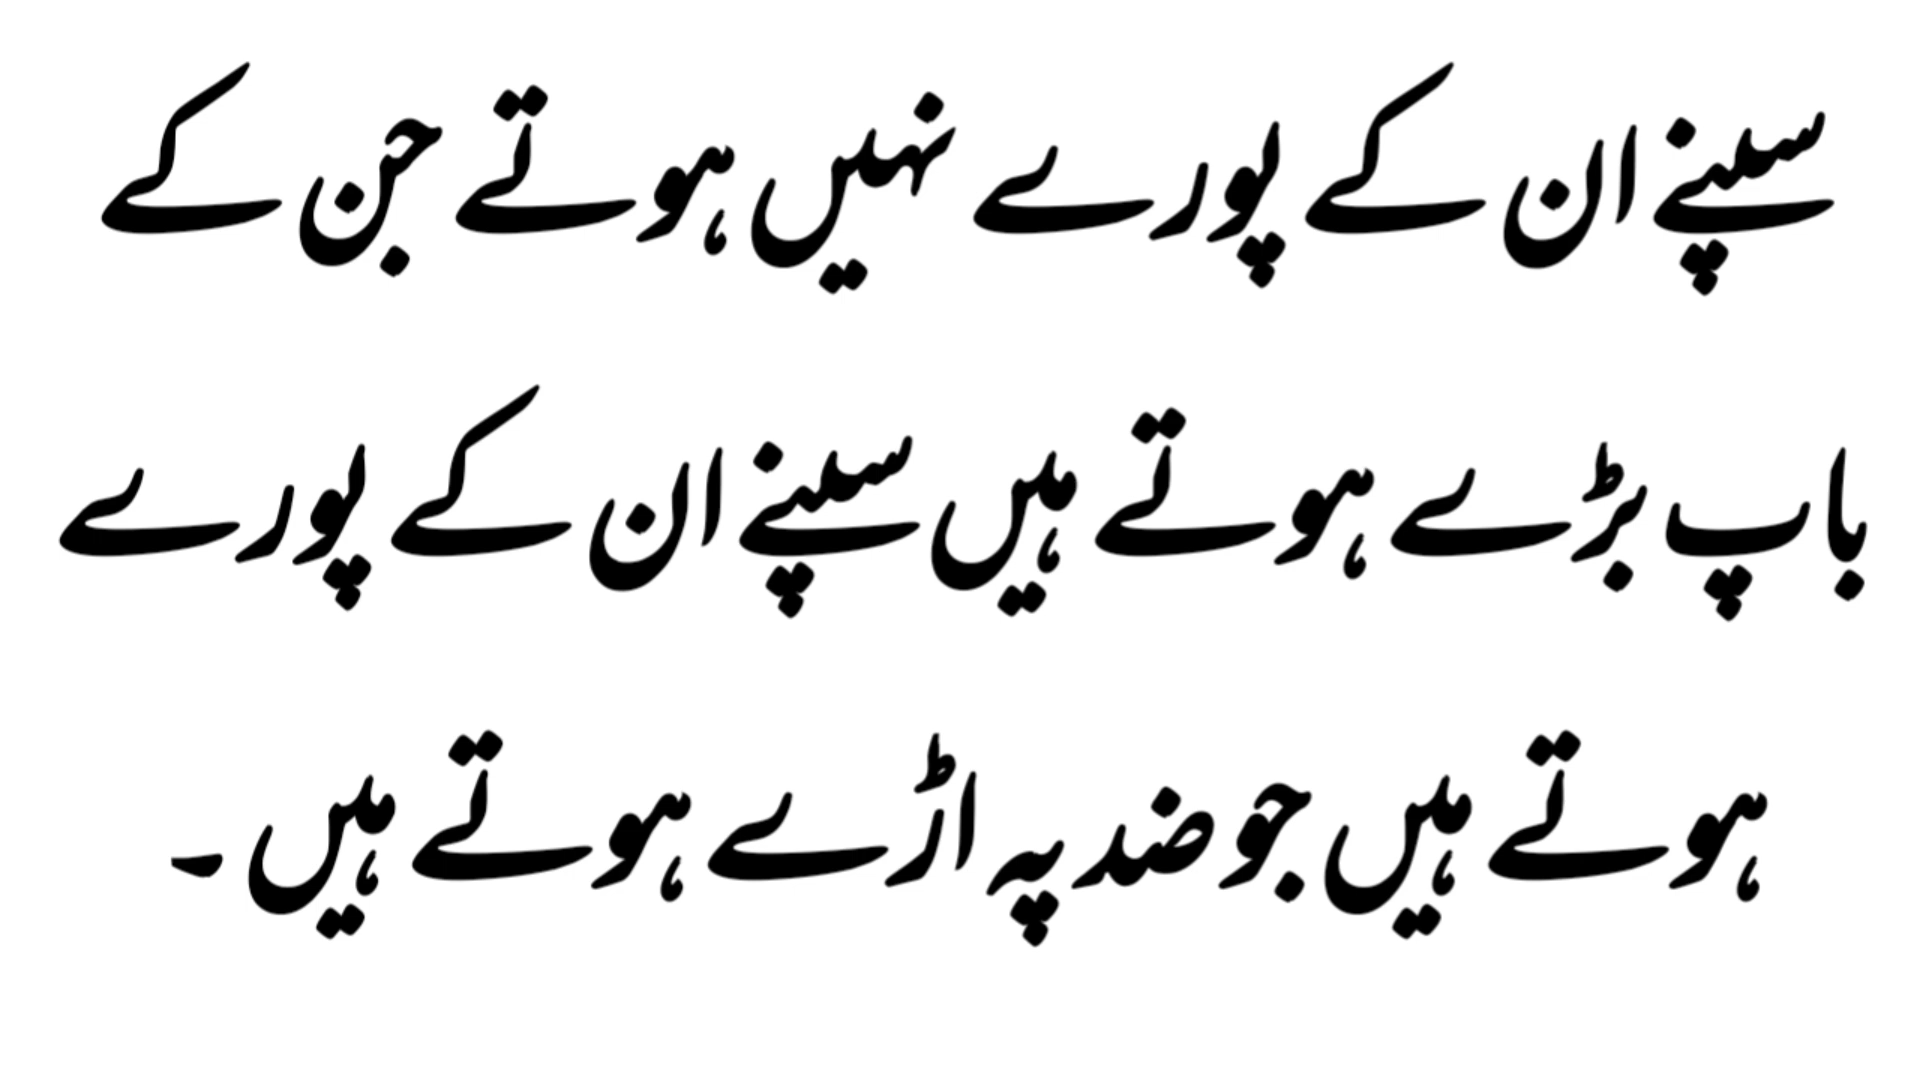 سپنے ان کے پورے نہیں ہوتے جن کے
باپ بڑے ہوتے ہیں سپنے ان کے پورے
ہوتے ہیں جو ضد پہ اڑے ہوتے ہیں ۔